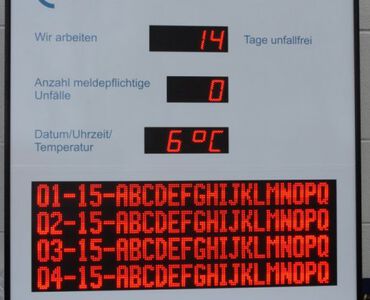 Wir arbeiten 14 Tage unfallfrei
Anzahl meldepflichtige
Unfälle 0
Datum/Uhrzeit/
Temperatur 6°C
01-15-ABCDEFGHIJKLMNOPQ
02-15-ABCDEFGHIJKLMNOPQ
03-15-ABCDEFGHIJKLMNOPQ
04-15-ABCDEFGHIJKLMNOPQ